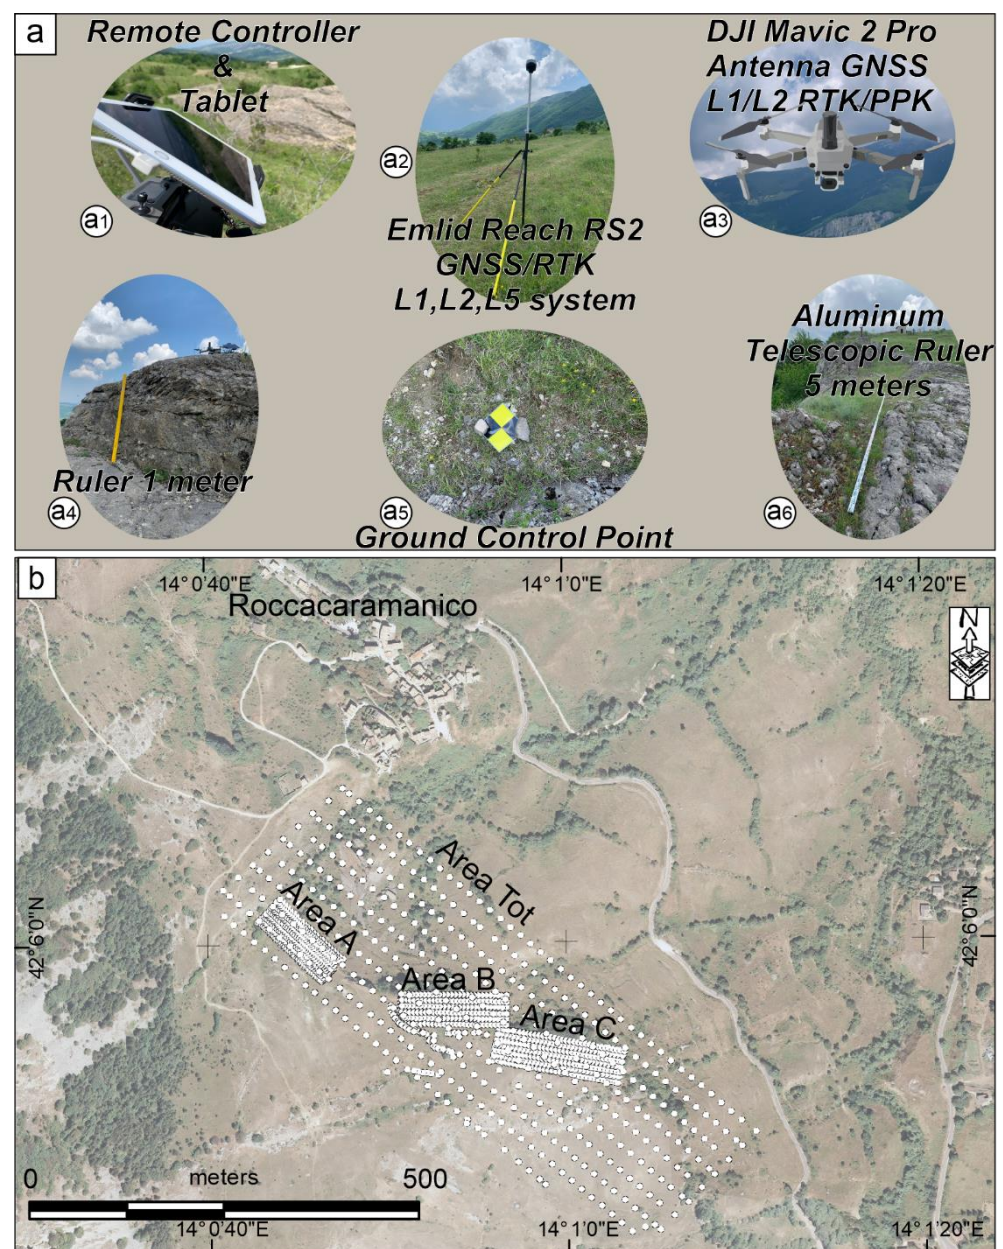 a
Remote Controller
&
Tablet
a1
a2
Emlid Reach RS2
GNSS/RTK
L1,L2,L5 system
DJI Mavic 2 Pro
Antenna GNSS
L1/L2 RTK/PPK
a3
Ruler 1 meter
a4
a5
Ground Control Point
Aluminum
Telescopic Ruler
5 meters
a6
b
14°0'40"E
14°1'0"E
14°1'20"E
Roccacaramanico
N
Area Tot
Area A
Area B
Area C
42°6'0"N
42°6'0"N
0 meters 500
14°0'40"E
14°1'0"E
14°1'20"E